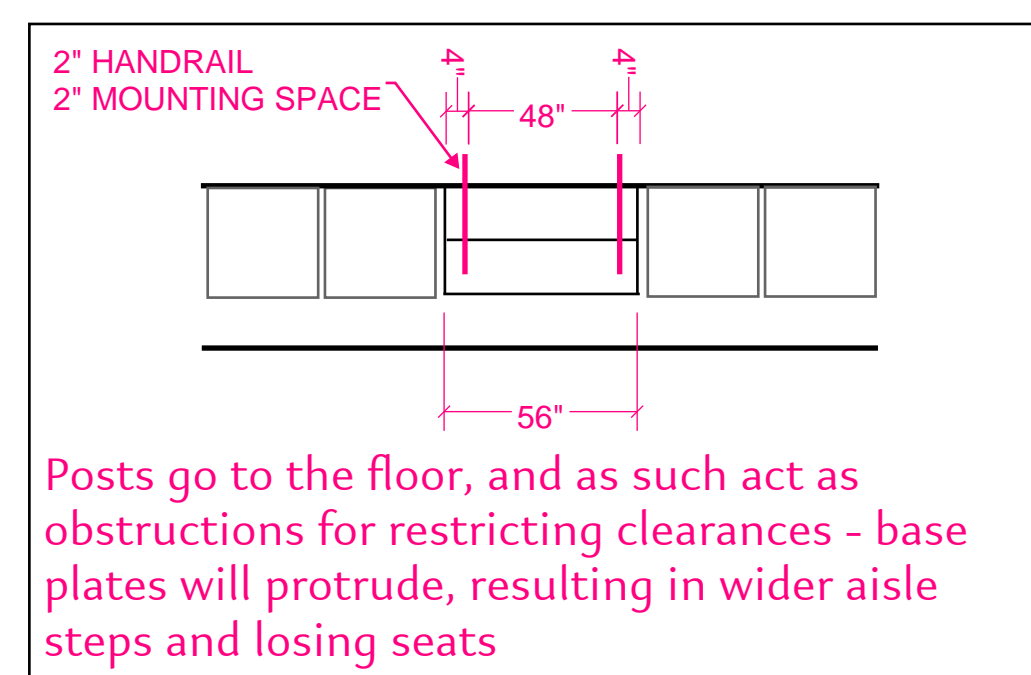 2" HANDRAIL
2" MOUNTING SPACE
4"
48"
4"
56"
Posts go to the floor, and as such act as
obstructions for restricting clearances - base
plates will protrude, resulting in wider aisle
steps and losing seats